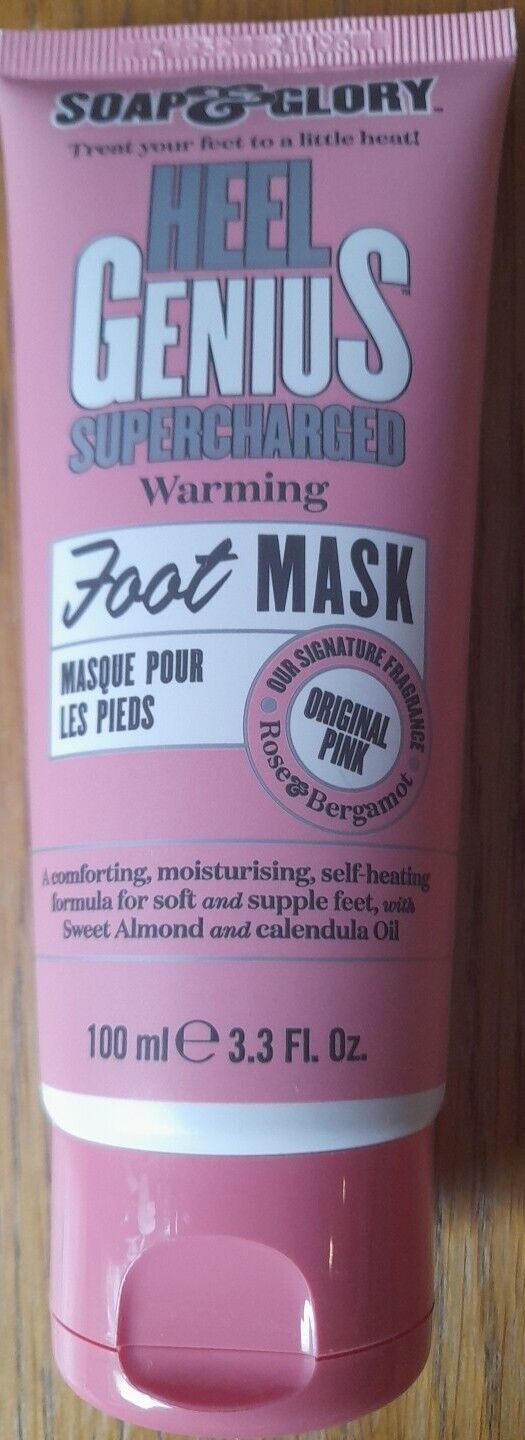 SOAP & GLORY™
Treat your feet to a little heat!
HEEL
GENIUS™
SUPERCHARGED
Warming
Foot MASK
MASQUE POUR
LES PIEDS
OUR SIGNATURE FRAGRANCE
ORIGINAL
PINK
Rose & Bergamot
A comforting, moisturising, self-heating
formula for soft and supple feet, with
Sweet Almond and calendula Oil
100 ml ℮ 3.3 Fl. Oz.